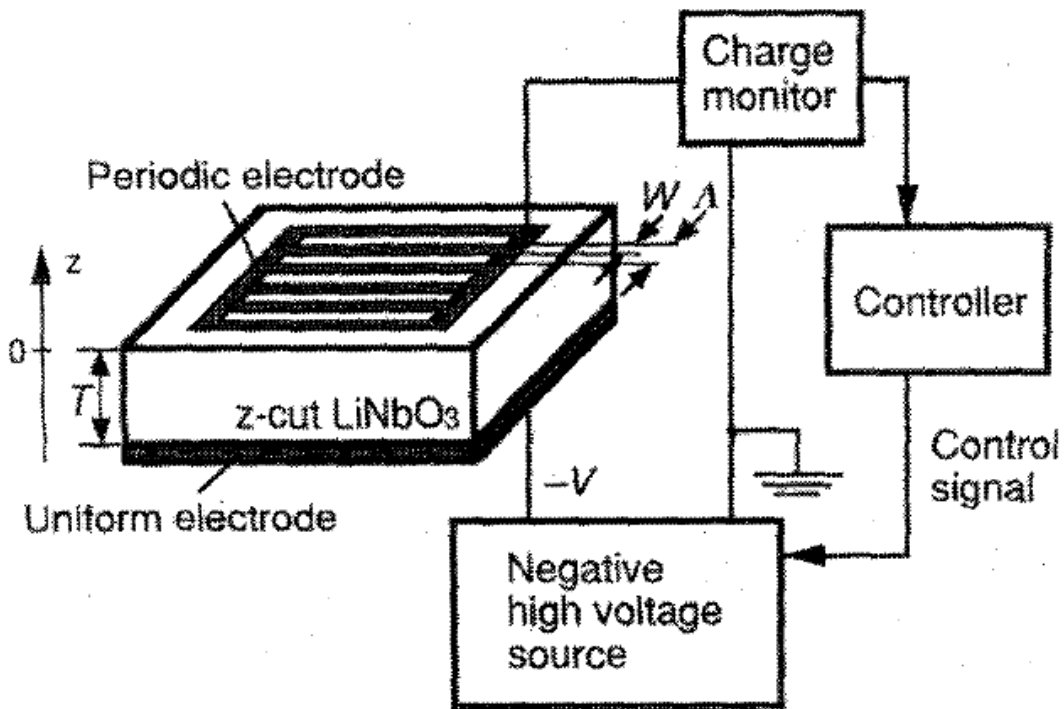 Charge
monitor
Periodic electrode
W Λ
z
Controller
0
T
z-cut LiNbO₃
Control
signal
–V
Uniform electrode
Negative
high voltage
source